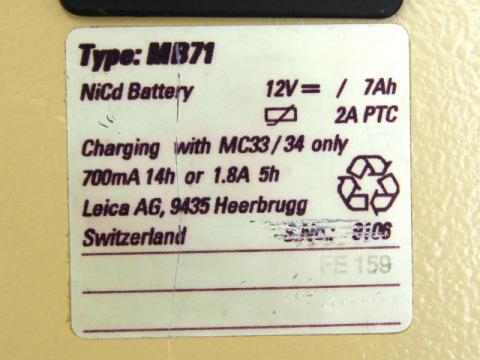 Type: MB71
NiCd Battery 12V= / 7Ah
2A PTC
Charging with MC33/34 only
700mA 14h or 1.8A 5h
Leica AG, 9435 Heerbrugg
Switzerland S.No.: 9106
FE 159